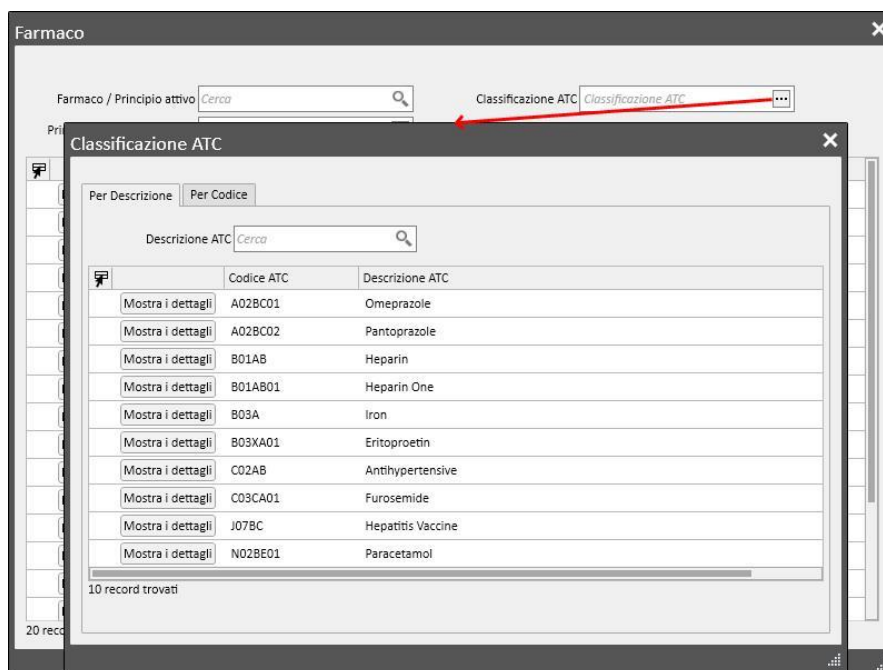 Farmaco
Farmaco / Principio attivo Cerca Classificazione ATC Classificazione ATC ...
Classificazione ATC
Per Descrizione Per Codice
Descrizione ATC Cerca
Codice ATC Descrizione ATC
Mostra i dettagli A02BC01 Omeprazole
Mostra i dettagli A02BC02 Pantoprazole
Mostra i dettagli B01AB Heparin
Mostra i dettagli B01AB01 Heparin One
Mostra i dettagli B03A Iron
Mostra i dettagli B03XA01 Eritoproetin
Mostra i dettagli C02AB Antihypertensive
Mostra i dettagli C03CA01 Furosemide
Mostra i dettagli J07BC Hepatitis Vaccine
Mostra i dettagli N02BE01 Paracetamol
10 record trovati
20